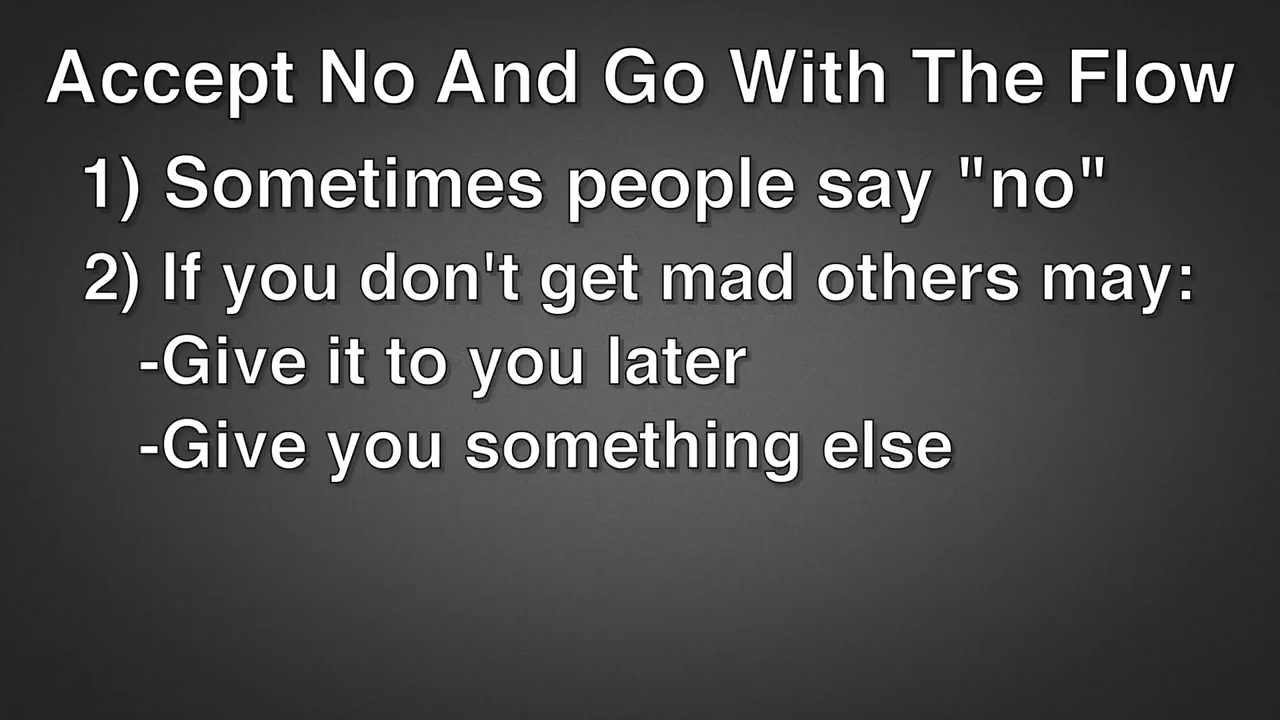 Accept No And Go With The Flow
1) Sometimes people say "no"
2) If you don't get mad others may:
-Give it to you later
-Give you something else